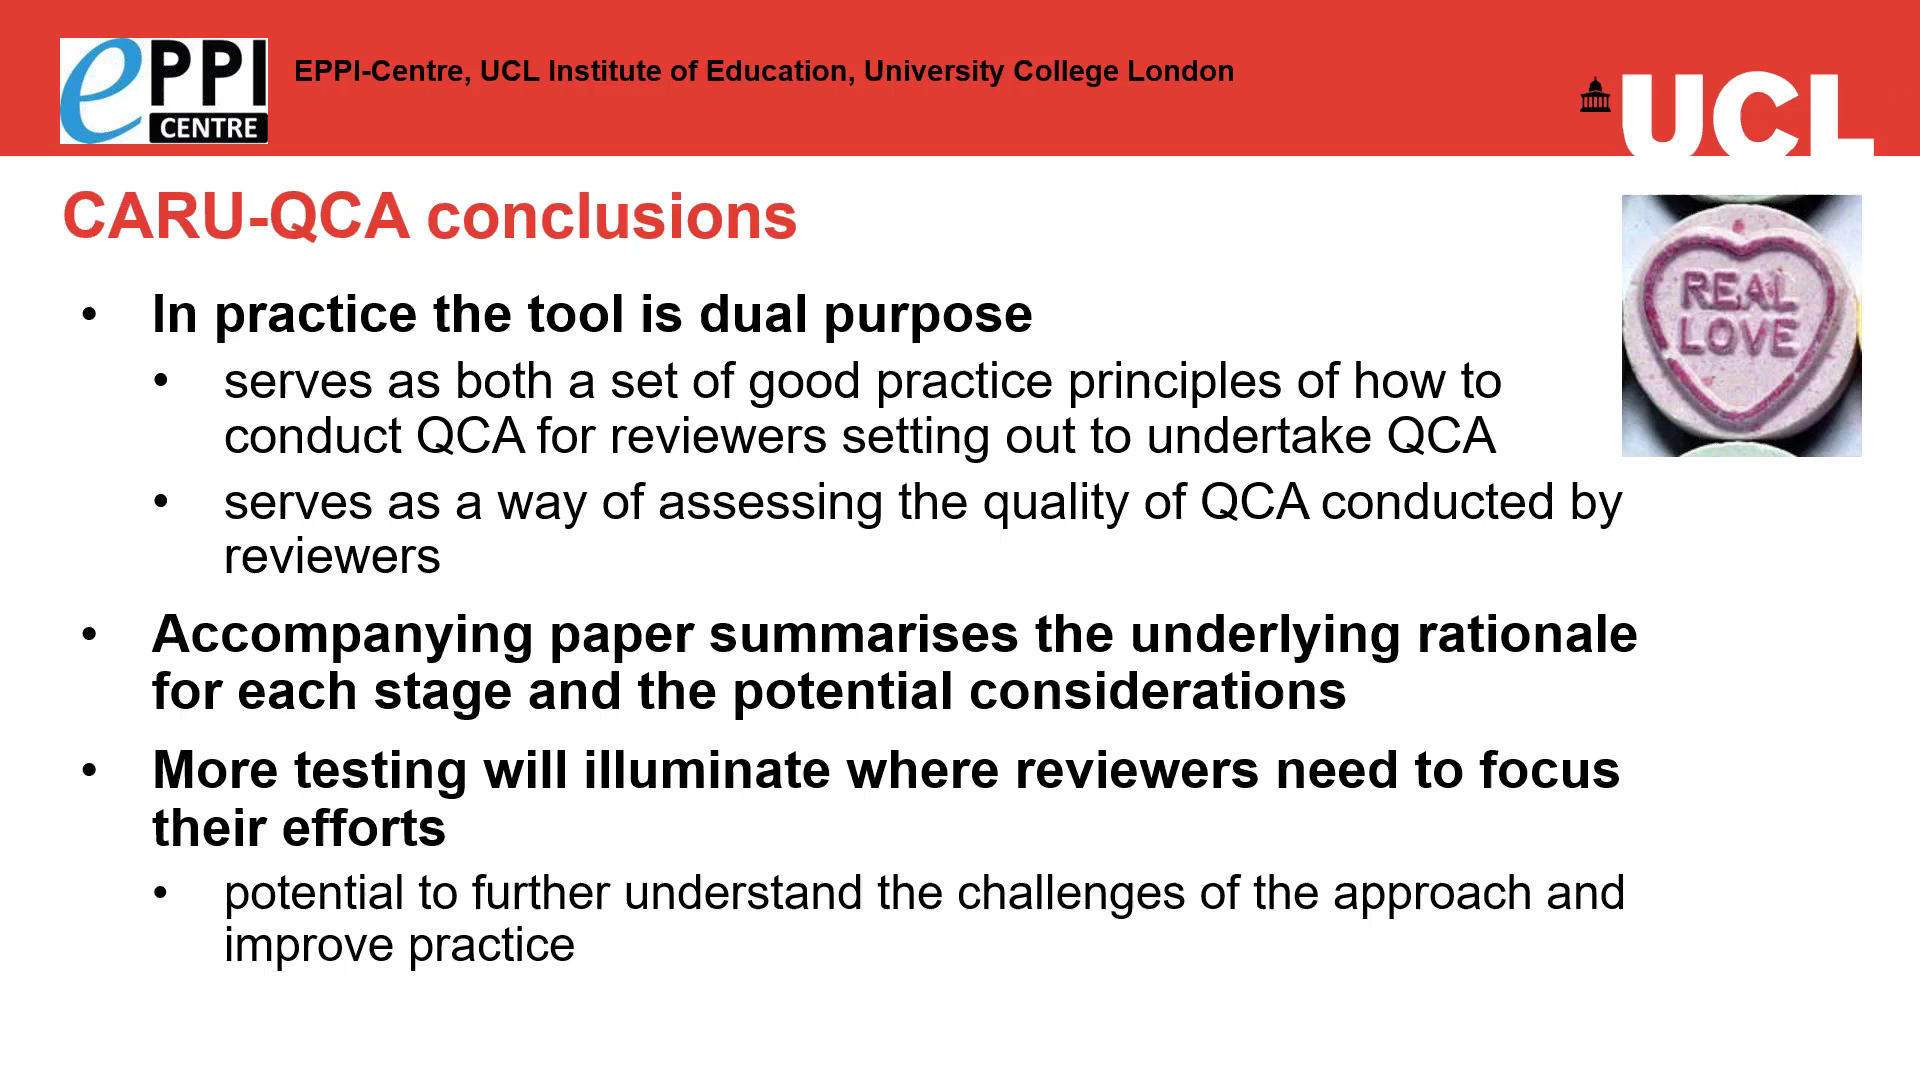 ePPI
CENTRE
EPPI-Centre, UCL Institute of Education, University College London
UCL
CARU-QCA conclusions
REAL
LOVE
• In practice the tool is dual purpose
• serves as both a set of good practice principles of how to
conduct QCA for reviewers setting out to undertake QCA
• serves as a way of assessing the quality of QCA conducted by
reviewers
• Accompanying paper summarises the underlying rationale
for each stage and the potential considerations
• More testing will illuminate where reviewers need to focus
their efforts
• potential to further understand the challenges of the approach and
improve practice